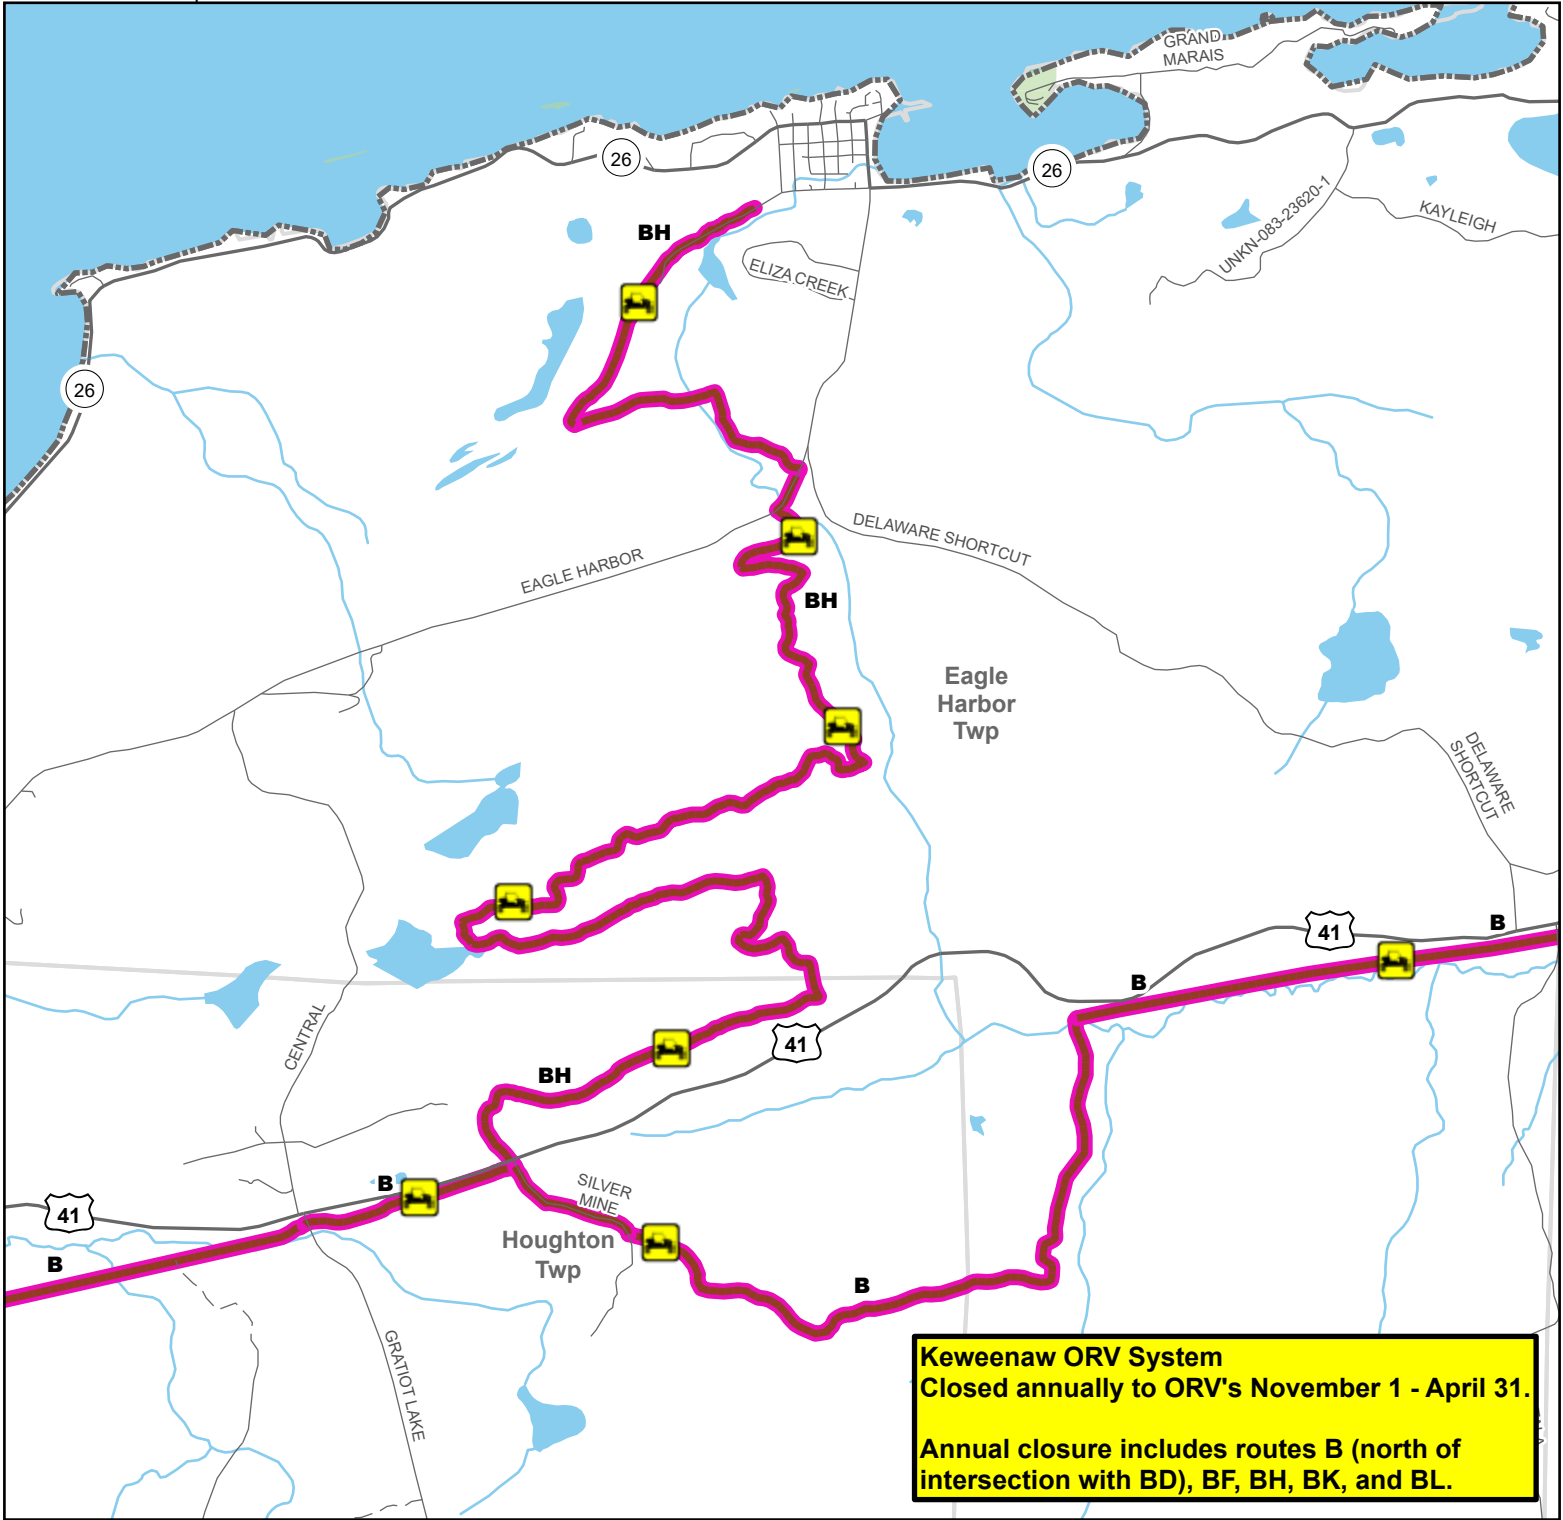 GRAND
MARAIS
26
26
UNKN-083-23620-1
KAYLEIGH
BH
ELIZA CREEK
26
DELAWARE SHORTCUT
EAGLE HARBOR
BH
Eagle
Harbor
Twp
DELAWARE
SHORTCUT
41
B
B
CENTRAL
41
BH
SILVER
MINE
B
41
Houghton
Twp
B
B
GRATIOT LAKE
Keweenaw ORV System
Closed annually to ORV's November 1 - April 31.
Annual closure includes routes B (north of
intersection with BD), BF, BH, BK, and BL.